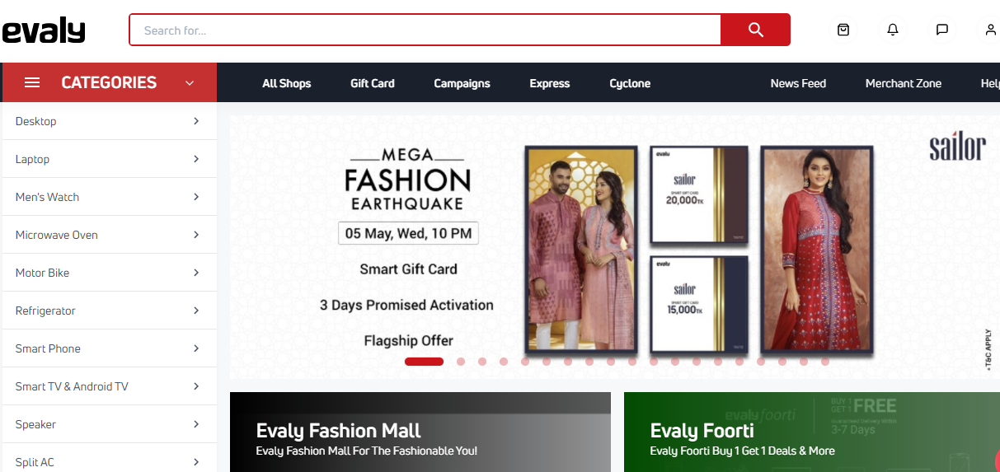 evaly
Search for...
CATEGORIES
All Shops
Gift Card
Campaigns
Express
Cyclone
News Feed
Merchant Zone
Desktop
Laptop
Men's Watch
Microwave Oven
Motor Bike
Refrigerator
Smart Phone
Smart TV & Android TV
Speaker
Split AC
MEGA
FASHION
EARTHQUAKE
05 May, Wed, 10 PM
Smart Gift Card
3 Days Promised Activation
Flagship Offer
evaly
sailor
SMART GIFT CARD
20,000TK
evaly
sailor
SMART GIFT CARD
15,000TK
sailor
*T&C APPLY
Evaly Fashion Mall
Evaly Fashion Mall For The Fashionable You!
evaly foorti
BUY 1
GET 1 FREE
Guaranteed Delivery Within
3-7 Days
Evaly Foorti
Evaly Foorti Buy 1 Get 1 Deals & More